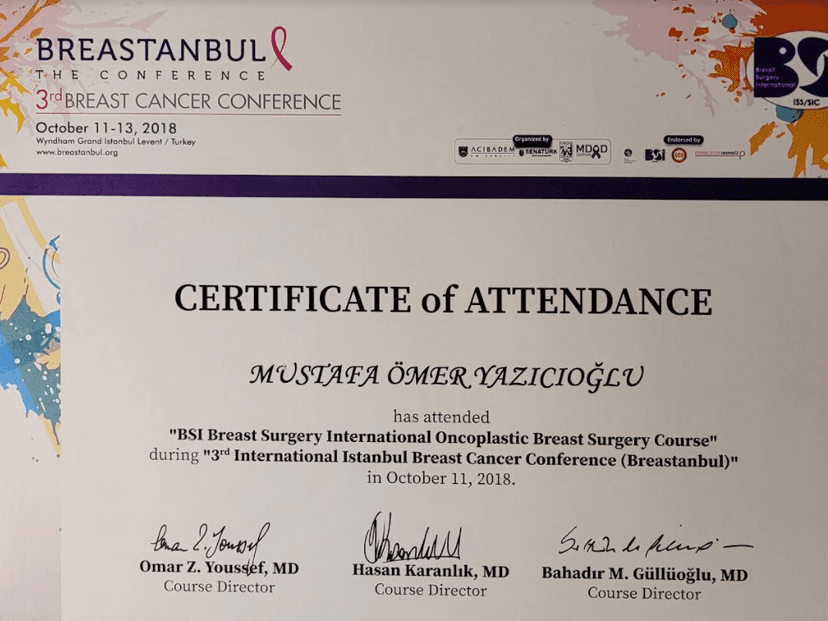 BREASTANBUL
THE CONFERENCE
3rd BREAST CANCER CONFERENCE
October 11-13, 2018
Wyndham Grand Istanbul Levent / Turkey
www.breastanbul.org
BSI
Breast
Surgery
International
ISS/SIC
Organized by
ACIBADEM
SENATURK
MDAD
Endorsed by
BSi
CERTIFICATE of ATTENDANCE
MUSTAFA ÖMER YAZICIOĞLU
has attended
"BSI Breast Surgery International Oncoplastic Breast Surgery Course"
during "3rd International Istanbul Breast Cancer Conference (Breastanbul)"
in October 11, 2018.
Omar Z. Youssef, MD
Course Director
Hasan Karanlık, MD
Course Director
Bahadır M. Güllüoğlu, MD
Course Director